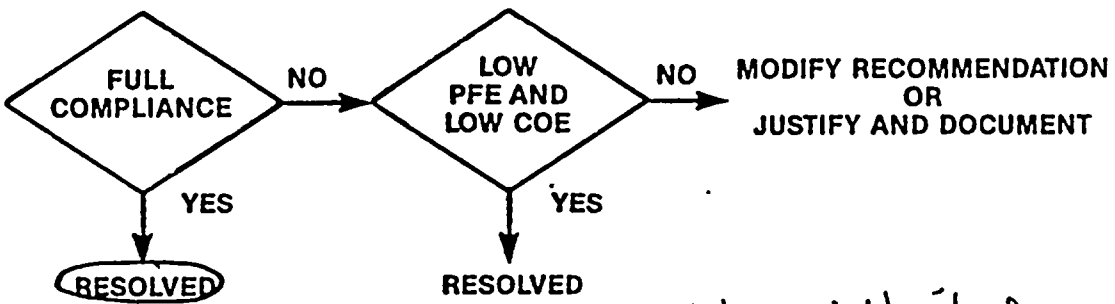 FULL
COMPLIANCE
NO
LOW
PFE AND
LOW COE
NO
MODIFY RECOMMENDATION
OR
JUSTIFY AND DOCUMENT
YES
YES
RESOLVED
RESOLVED